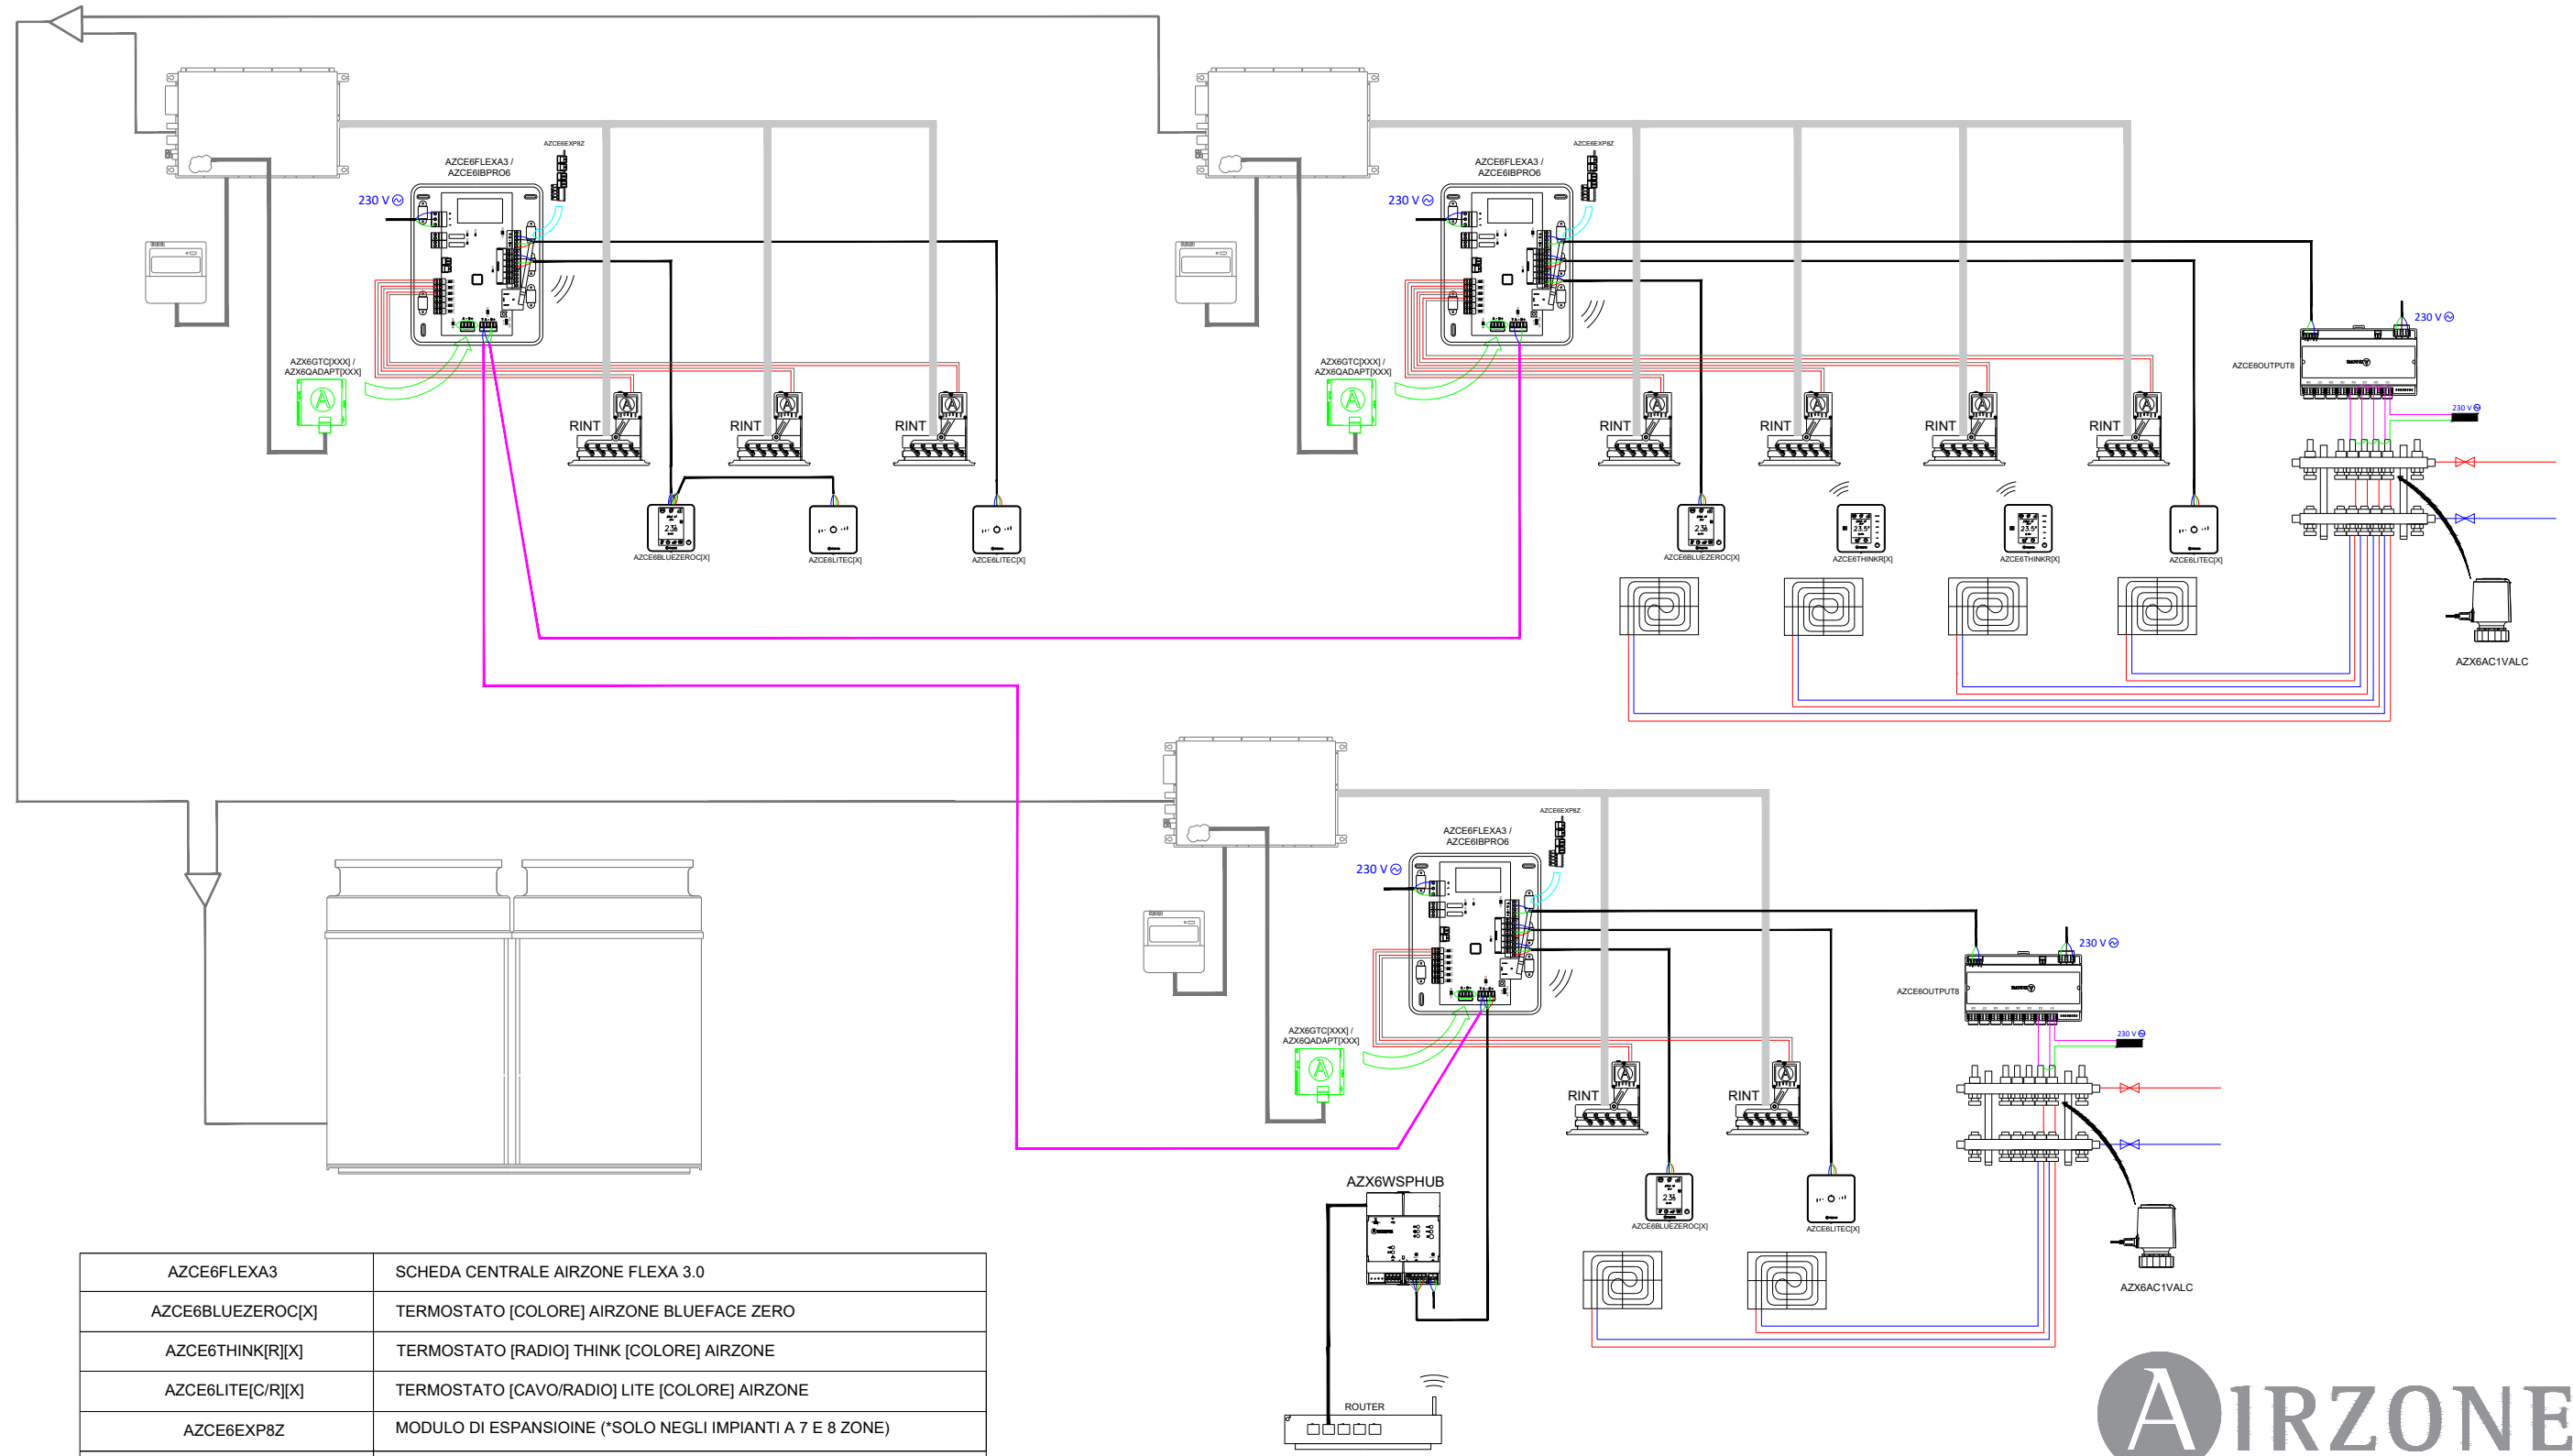 AZCE6EXP8Z
AZCE6FLEXA3 /
AZCE6IBPRO6
230 V
AZX6GTC[XXX] /
AZX6QADAPT[XXX]
RINT
RINT
RINT
AZCE6BLUEZEROC[X]
AZCE6LITEC[X]
AZCE6LITEC[X]
AZCE6EXP8Z
AZCE6FLEXA3 /
AZCE6IBPRO6
230 V
AZX6GTC[XXX] /
AZX6QADAPT[XXX]
RINT
RINT
RINT
RINT
230 V
AZCE6OUTPUT8
230 V
AZCE6BLUEZEROC[X]
AZCE6THINKR[X]
AZCE6THINKR[X]
AZCE6LITEC[X]
AZX6AC1VALC
AZCE6EXP8Z
AZCE6FLEXA3 /
AZCE6IBPRO6
230 V
AZX6GTC[XXX] /
AZX6QADAPT[XXX]
RINT
RINT
230 V
AZCE6OUTPUT8
230 V
AZCE6BLUEZEROC[X]
AZCE6LITEC[X]
AZX6AC1VALC
AZX6WSPHUB
ROUTER
AZCE6FLEXA3 SCHEDA CENTRALE AIRZONE FLEXA 3.0
AZCE6BLUEZEROC[X] TERMOSTATO [COLORE] AIRZONE BLUEFACE ZERO
AZCE6THINK[R][X] TERMOSTATO [RADIO] THINK [COLORE] AIRZONE
AZCE6LITE[C/R][X] TERMOSTATO [CAVO/RADIO] LITE [COLORE] AIRZONE
AZCE6EXP8Z MODULO DI ESPANSIOINE (*SOLO NEGLI IMPIANTI A 7 E 8 ZONE)
AIRZONE